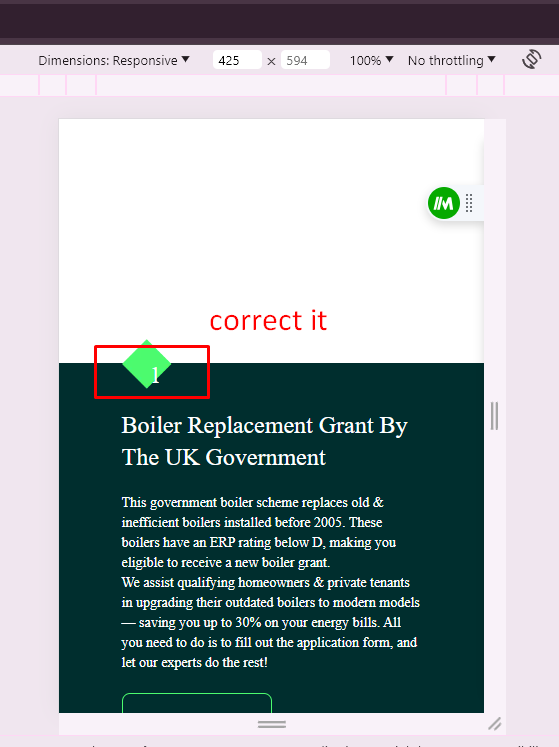 Dimensions: Responsive ▼ 425 × 594 100% ▼ No throttling ▼
M
correct it
1
Boiler Replacement Grant By
The UK Government
This government boiler scheme replaces old &
inefficient boilers installed before 2005. These
boilers have an ERP rating below D, making you
eligible to receive a new boiler grant.
We assist qualifying homeowners & private tenants
in upgrading their outdated boilers to modern models
— saving you up to 30% on your energy bills. All
you need to do is to fill out the application form, and
let our experts do the rest!